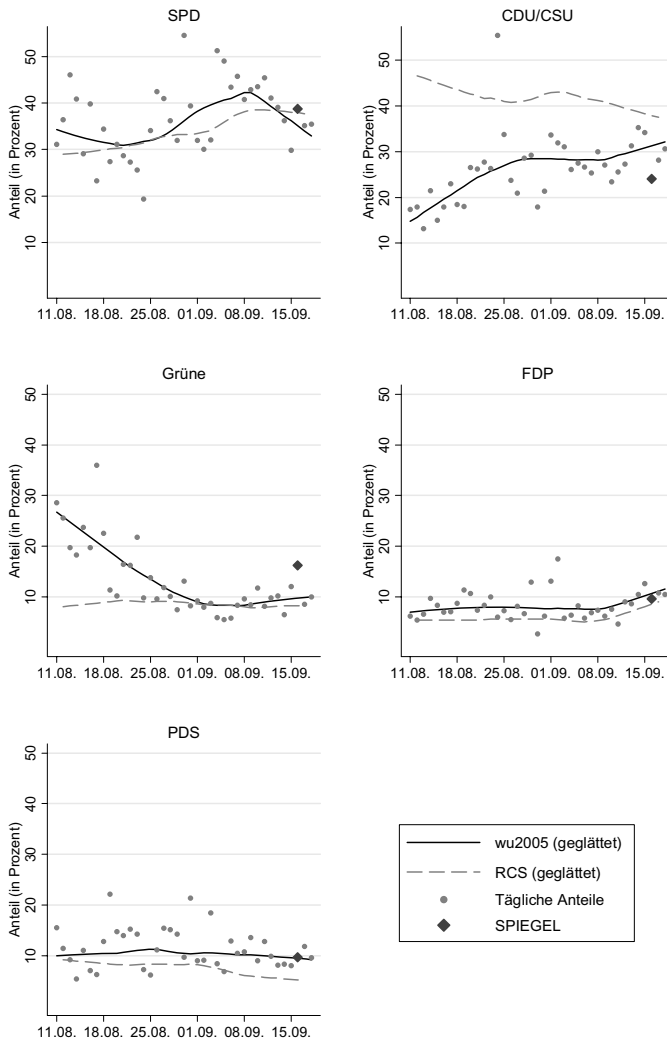 SPD
Anteil (in Prozent)
50
40
30
20
10
11.08. 18.08. 25.08. 01.09. 08.09. 15.09.
CDU/CSU
Anteil (in Prozent)
50
40
30
20
10
11.08. 18.08. 25.08. 01.09. 08.09. 15.09.
Grüne
Anteil (in Prozent)
50
40
30
20
10
11.08. 18.08. 25.08. 01.09. 08.09. 15.09.
FDP
Anteil (in Prozent)
50
40
30
20
10
11.08. 18.08. 25.08. 01.09. 08.09. 15.09.
PDS
Anteil (in Prozent)
50
40
30
20
10
11.08. 18.08. 25.08. 01.09. 08.09. 15.09.
wu2005 (geglättet)
RCS (geglättet)
Tägliche Anteile
SPIEGEL